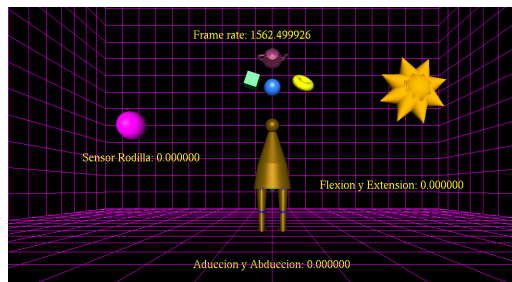 Frame rate: 1562.499926
Sensor Rodilla: 0.000000
Flexion y Extension: 0.000000
Aduccion y Abduccion: 0.000000